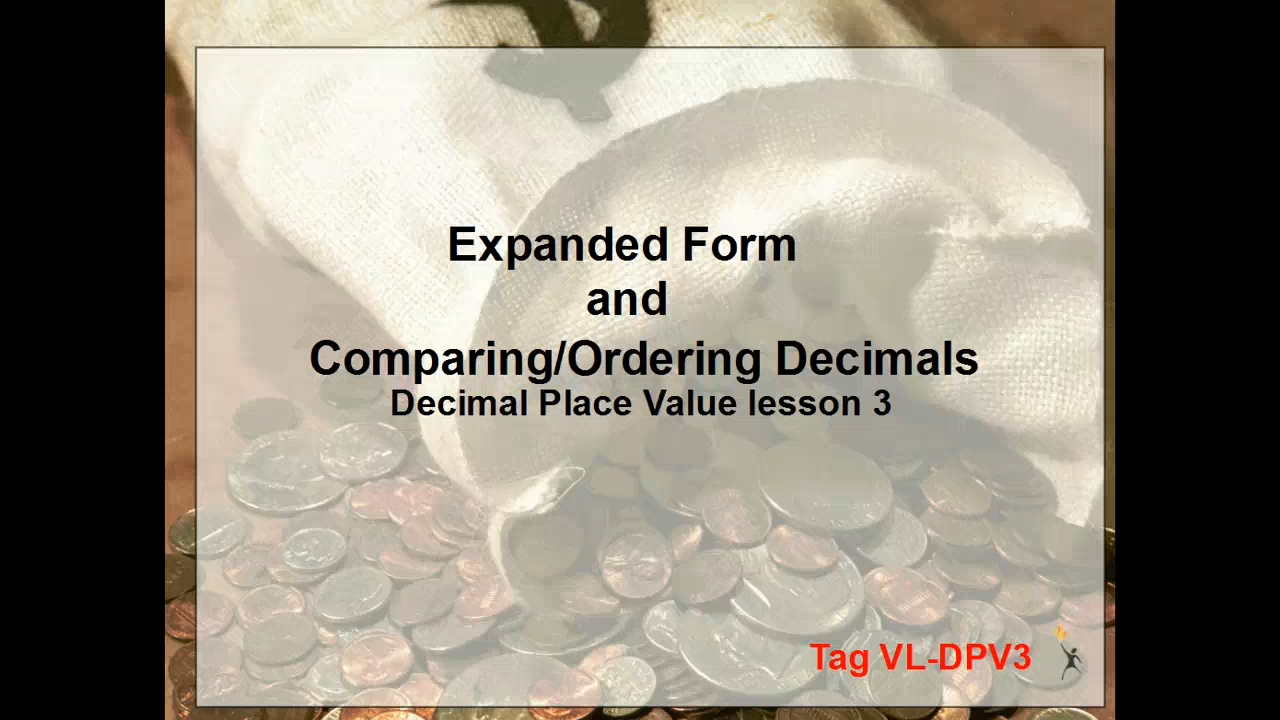 Expanded Form
and
Comparing/Ordering Decimals
Decimal Place Value lesson 3
Tag VL-DPV3